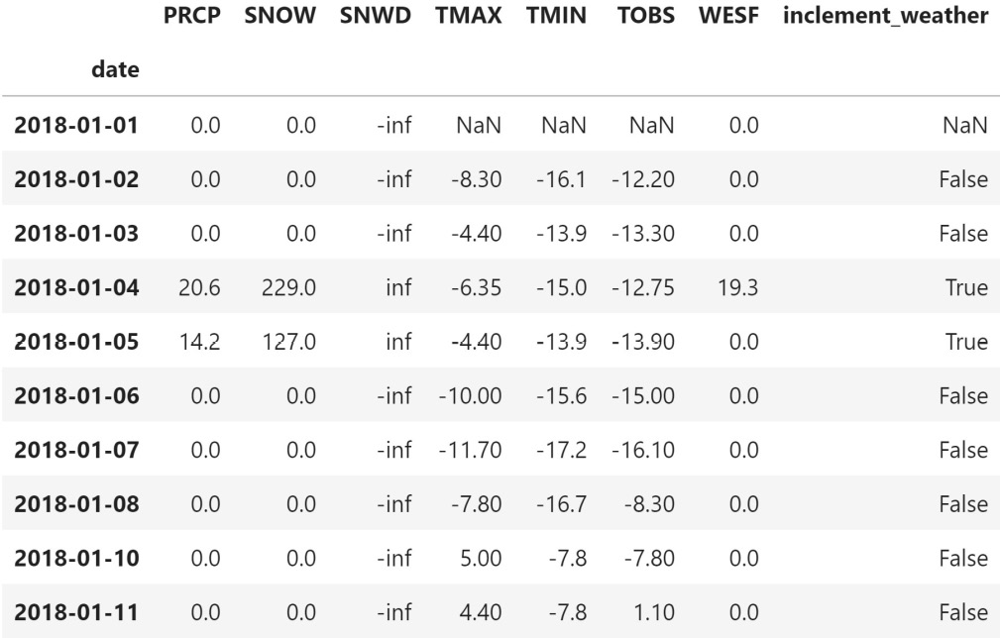 PRCP SNOW SNWD TMAX TMIN TOBS WESF inclement_weather
date
2018-01-01 0.0 0.0 -inf NaN NaN NaN 0.0 NaN
2018-01-02 0.0 0.0 -inf -8.30 -16.1 -12.20 0.0 False
2018-01-03 0.0 0.0 -inf -4.40 -13.9 -13.30 0.0 False
2018-01-04 20.6 229.0 inf -6.35 -15.0 -12.75 19.3 True
2018-01-05 14.2 127.0 inf -4.40 -13.9 -13.90 0.0 True
2018-01-06 0.0 0.0 -inf -10.00 -15.6 -15.00 0.0 False
2018-01-07 0.0 0.0 -inf -11.70 -17.2 -16.10 0.0 False
2018-01-08 0.0 0.0 -inf -7.80 -16.7 -8.30 0.0 False
2018-01-10 0.0 0.0 -inf 5.00 -7.8 -7.80 0.0 False
2018-01-11 0.0 0.0 -inf 4.40 -7.8 1.10 0.0 False